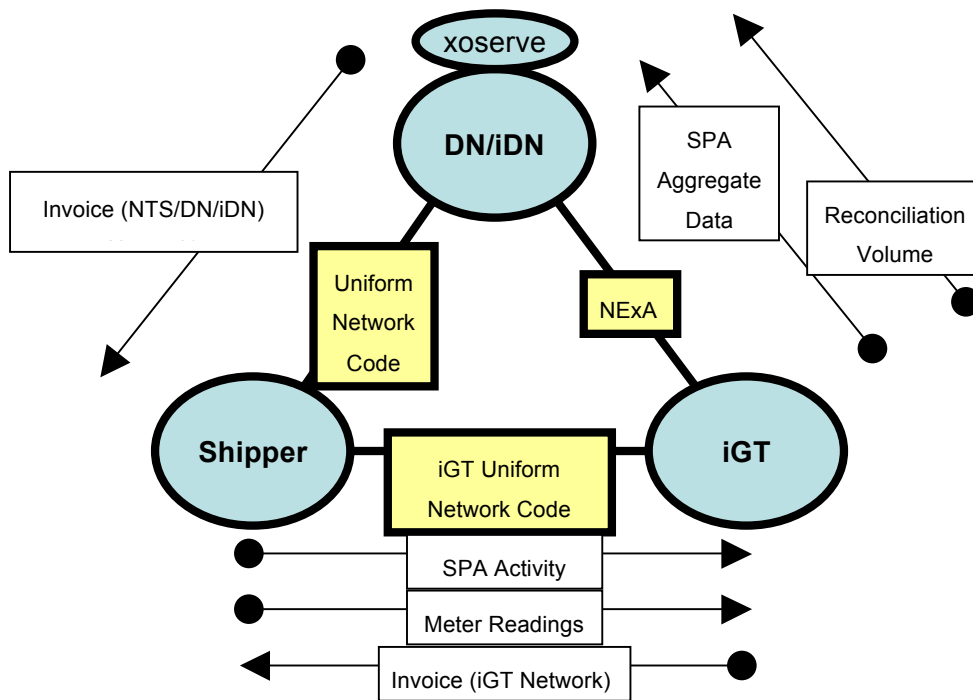 xoserve
DN/iDN
SPA
Aggregate
Data
Invoice (NTS/DN/iDN)
Reconciliation
Volume
Uniform
Network
Code
NExA
Shipper
iGT Uniform
Network Code
iGT
SPA Activity
Meter Readings
Invoice (iGT Network)